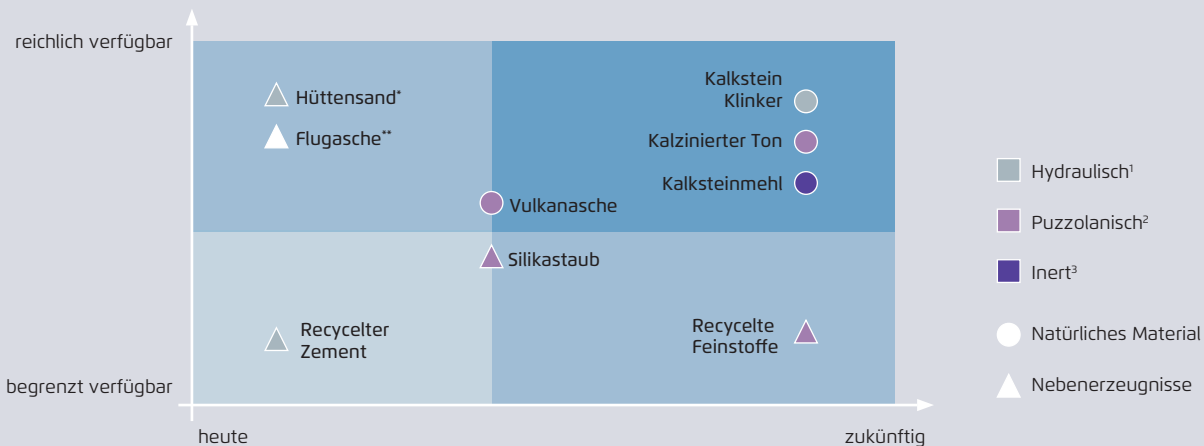 reichlich verfügbar
Hüttensand*
Flugasche**
Kalkstein
Klinker
Kalzinierter Ton
Kalksteinmehl
Vulkanasche
Silikastaub
Recycelter
Zement
Recycelte
Feinstoffe
begrenzt verfügbar
heute
zukünftig
Hydraulisch¹
Puzzolanisch²
Inert³
Natürliches Material
Nebenerzeugnisse